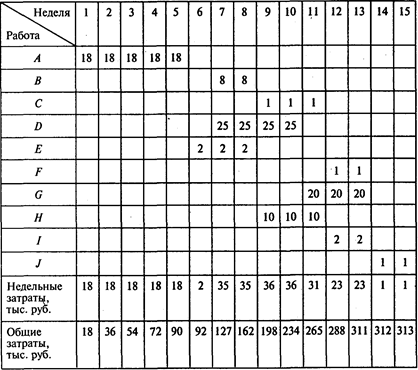 Неделя 1 2 3 4 5 6 7 8 9 10 11 12 13 14 15
Работа
A 18 18 18 18 18
B 8 8
C 1 1 1
D 25 25 25 25
E 2 2 2
F 1 1
G 20 20 20
H 10 10 10
I 2 2
J 1 1
Недельные
затраты,
тыс. руб.
18 18 18 18 18 2 35 35 36 36 31 23 23 1 1
Общие
затраты,
тыс. руб.
18 36 54 72 90 92 127 162 198 234 265 288 311 312 313